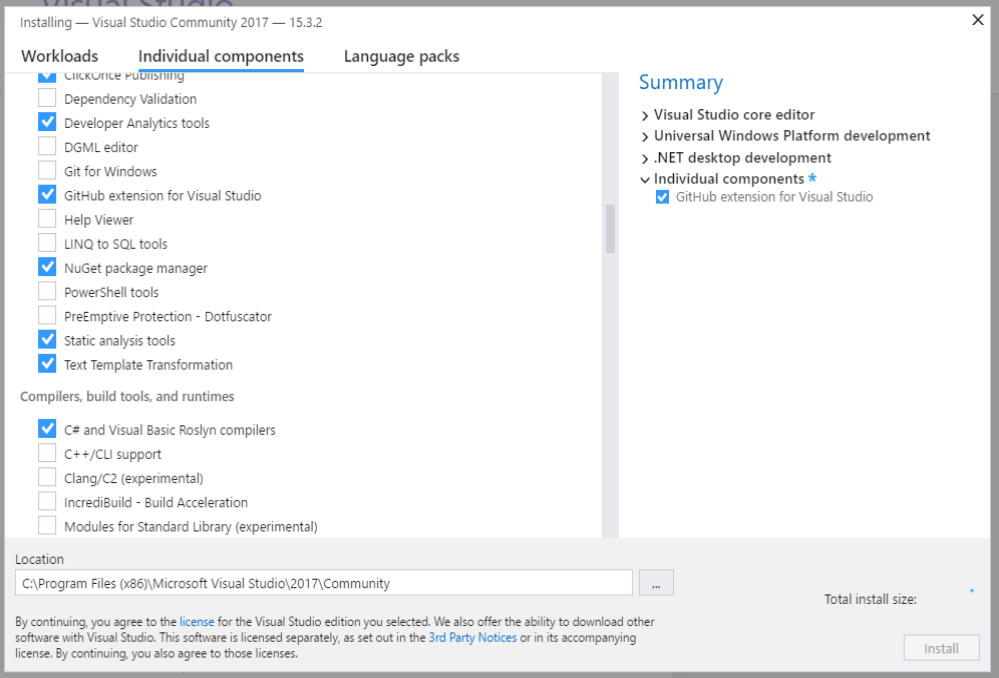 Visual Studio
Installing — Visual Studio Community 2017 — 15.3.2
Workloads Individual components Language packs
ClickOnce Publishing
Dependency Validation
Developer Analytics tools
DGML editor
Git for Windows
GitHub extension for Visual Studio
Help Viewer
LINQ to SQL tools
NuGet package manager
PowerShell tools
PreEmptive Protection - Dotfuscator
Static analysis tools
Text Template Transformation
Compilers, build tools, and runtimes
C# and Visual Basic Roslyn compilers
C++/CLI support
Clang/C2 (experimental)
IncrediBuild - Build Acceleration
Modules for Standard Library (experimental)
Summary
Visual Studio core editor
Universal Windows Platform development
.NET desktop development
Individual components *
GitHub extension for Visual Studio
Location
C:\Program Files (x86)\Microsoft Visual Studio\2017\Community
...
By continuing, you agree to the license for the Visual Studio edition you selected. We also offer the ability to download other
software with Visual Studio. This software is licensed separately, as set out in the 3rd Party Notices or in its accompanying
license. By continuing, you also agree to those licenses.
Total install size:
Install